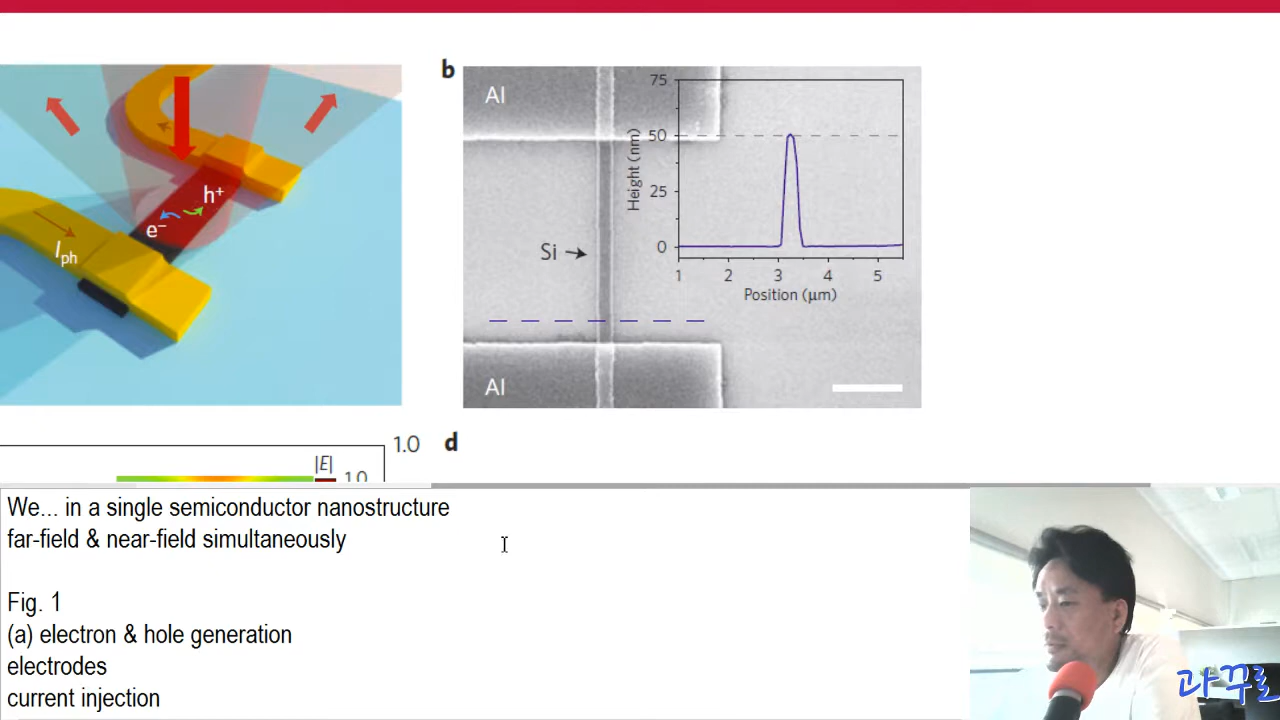 h⁺
e⁻
Iph
b
Al
Si
Al
75
50
25
0
Height (nm)
1 2 3 4 5
Position (μm)
1.0
d
|E|
1.0
We... in a single semiconductor nanostructure
far-field & near-field simultaneously
Fig. 1
(a) electron & hole generation
electrodes
current injection
과꾸로